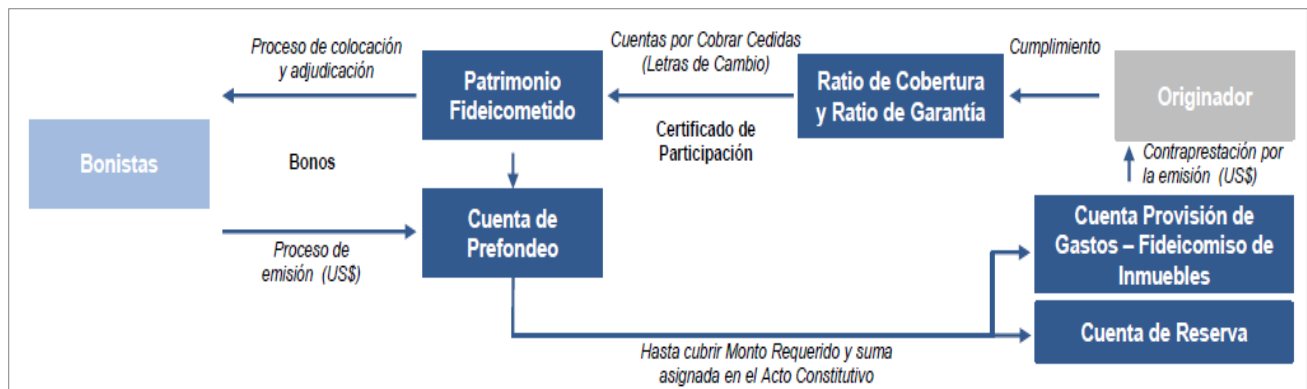 Proceso de colocación
y adjudicación
Patrimonio
Fideicometido
Cuentas por Cobrar Cedidas
(Letras de Cambio)
Ratio de Cobertura
y Ratio de Garantía
Cumplimiento
Originador
Certificado de
Participación
Bonistas
Bonos
Contraprestación por
la emisión (US$)
Cuenta de
Prefondeo
Proceso de
emisión (US$)
Cuenta Provisión de
Gastos – Fideicomiso de
Inmuebles
Cuenta de Reserva
Hasta cubrir Monto Requerido y suma
asignada en el Acto Constitutivo